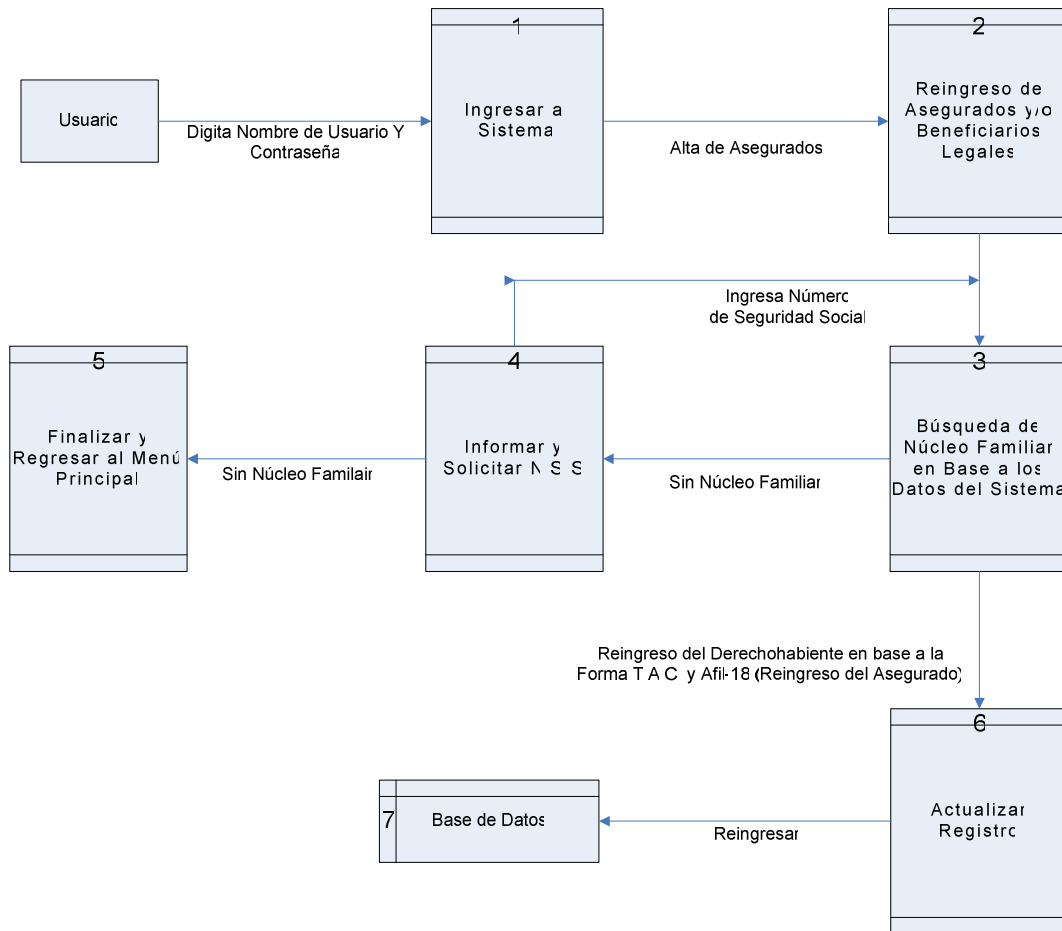 Usuario
Digita Nombre de Usuario Y
Contraseña
1
Ingresar a
Sistema
Alta de Asegurados
2
Reingreso de
Asegurados y/o
Beneficiarios
Legales
Ingresa Número
de Seguridad Social
5
Finalizar y
Regresar al Menú
Principal
Sin Núcleo Familair
4
Informar y
Solicitar N S S
Sin Núcleo Familiar
3
Búsqueda de
Núcleo Familiar
en Base a los
Datos del Sistema
Reingreso del Derechohabiente en base a la
Forma T A C y Afil-18 (Reingreso del Asegurado)
6
Actualizar
Registro
Reingresar
7
Base de Datos